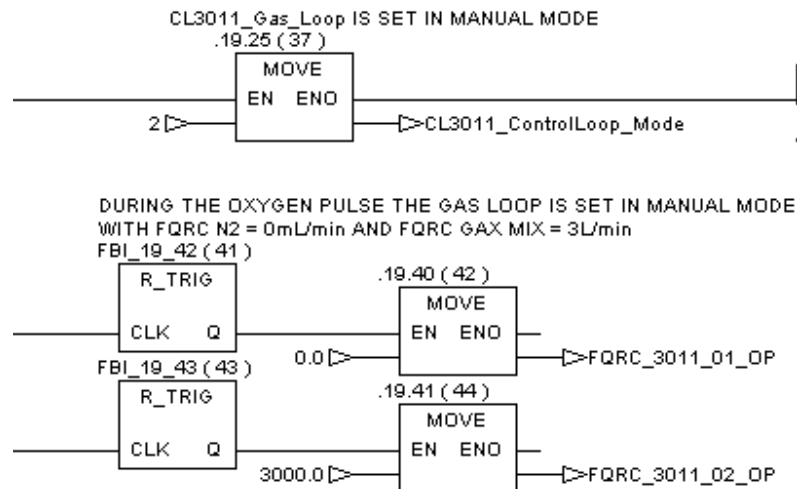 CL3011_Gas_Loop IS SET IN MANUAL MODE
.19.25 ( 37 )
MOVE
EN ENO
2 CL3011_ControlLoop_Mode
DURING THE OXYGEN PULSE THE GAS LOOP IS SET IN MANUAL MODE
WITH FQRC N2 = 0mL/min AND FQRC GAX MIX = 3L/min
FBI_19_42 ( 41 )
R_TRIG
CLK Q
.19.40 ( 42 )
MOVE
EN ENO
0.0 FQRC_3011_01_OP
FBI_19_43 ( 43 )
R_TRIG
CLK Q
.19.41 ( 44 )
MOVE
EN ENO
3000.0 FQRC_3011_02_OP